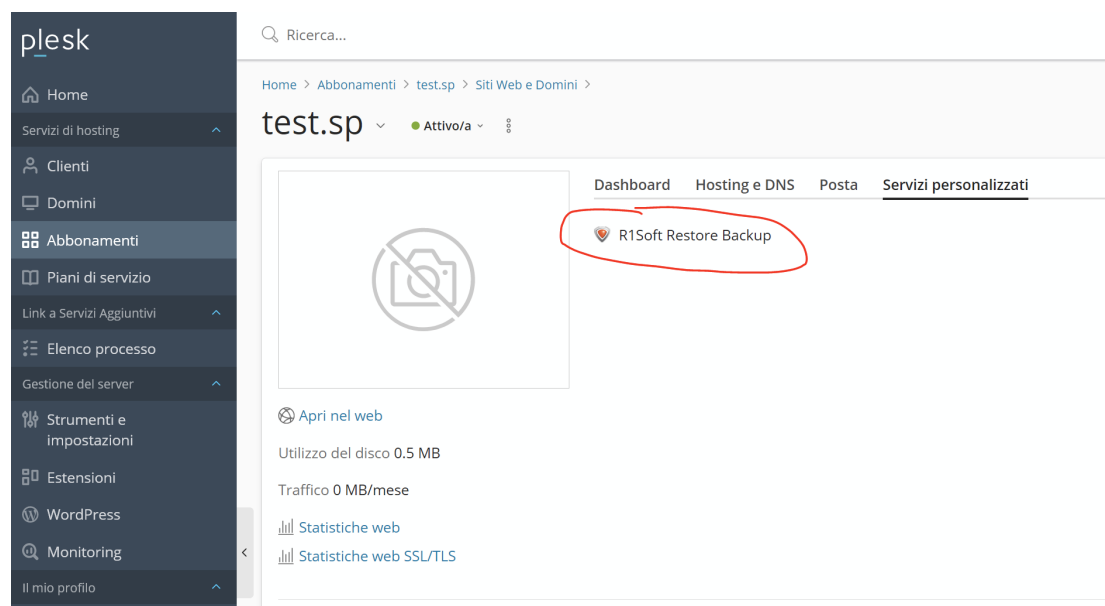 plesk
Ricerca...
Home
Servizi di hosting
Clienti
Domini
Abbonamenti
Piani di servizio
Link a Servizi Aggiuntivi
Elenco processo
Gestione del server
Strumenti e
impostazioni
Estensioni
WordPress
Monitoring
Il mio profilo
Home > Abbonamenti > test.sp > Siti Web e Domini >
test.sp Attivo/a
Dashboard Hosting e DNS Posta Servizi personalizzati
R1Soft Restore Backup
Apri nel web
Utilizzo del disco 0.5 MB
Traffico 0 MB/mese
Statistiche web
Statistiche web SSL/TLS